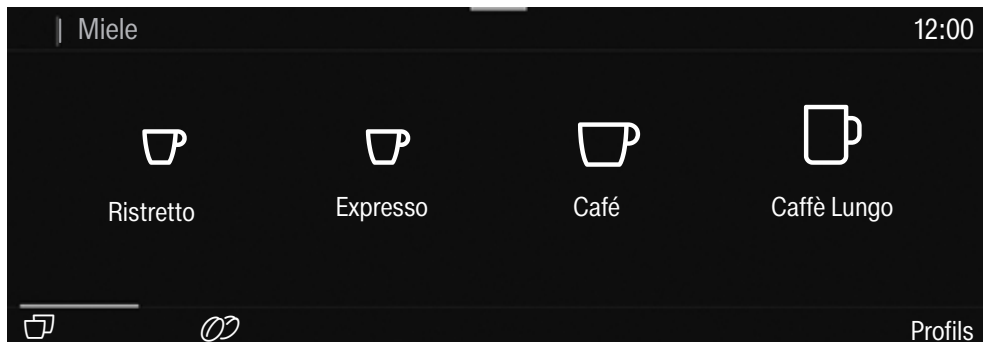 Miele
12:00
Ristretto
Expresso
Café
Caffè Lungo
Profils